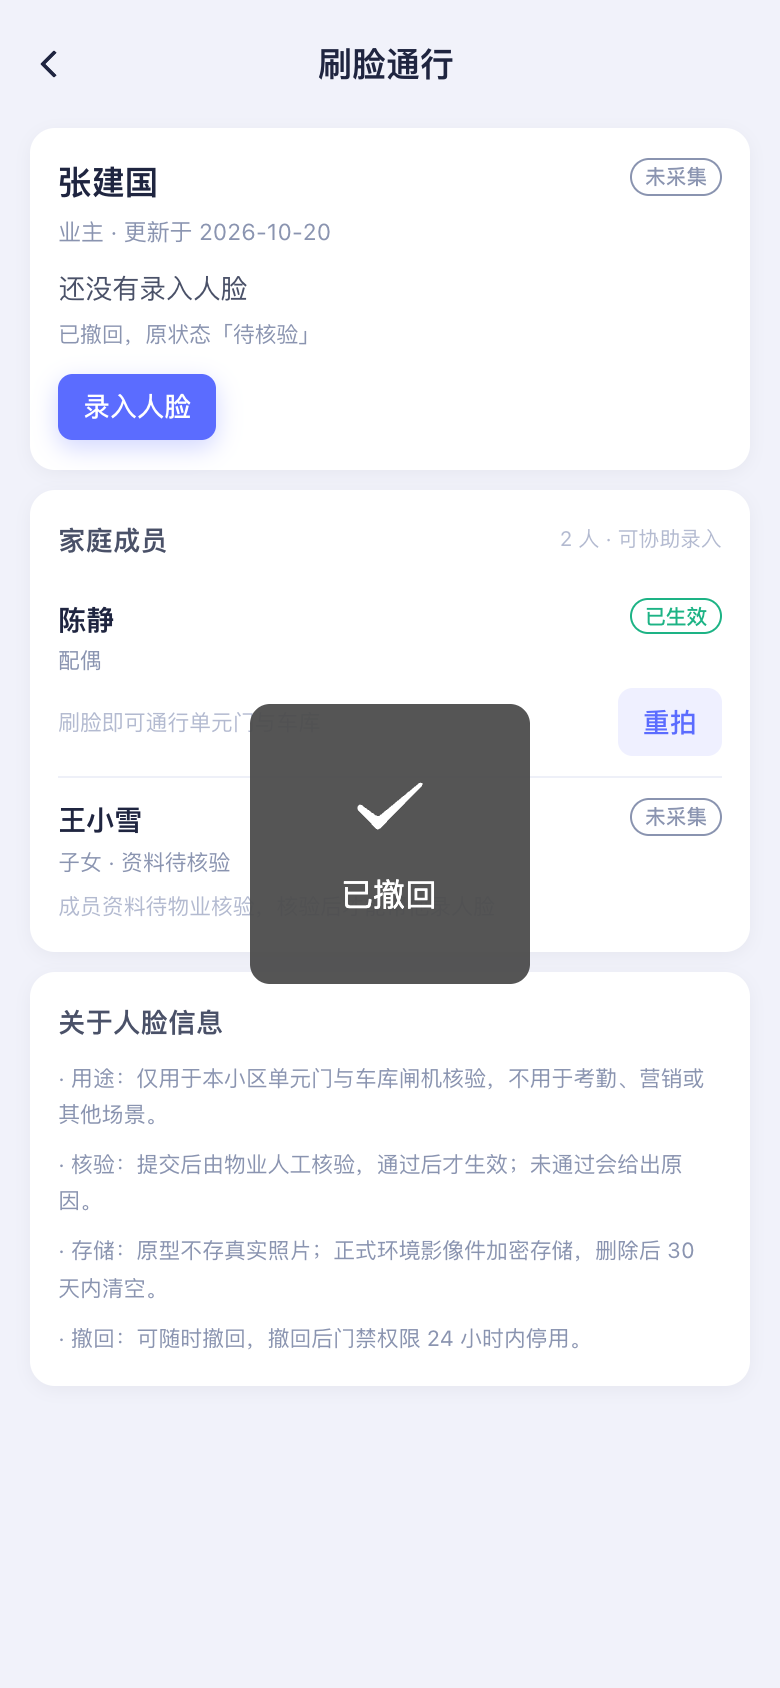 刷脸通行
张建国
未采集
业主 · 更新于 2026-10-20
还没有录入人脸
已撤回，原状态「待核验」
录入人脸
家庭成员
2 人 · 可协助录入
陈静
已生效
配偶
刷脸即可通行单元门与车库
重拍
王小雪
未采集
子女 · 资料待核验
成员资料待物业核验，核验后
已撤回
关于人脸信息
· 用途：仅用于本小区单元门与车库闸机核验，不用于考勤、营销或
其他场景。
· 核验：提交后由物业人工核验，通过后才生效；未通过会给出原
因。
· 存储：原型不存真实照片；正式环境影像件加密存储，删除后 30
天内清空。
· 撤回：可随时撤回，撤回后门禁权限 24 小时内停用。